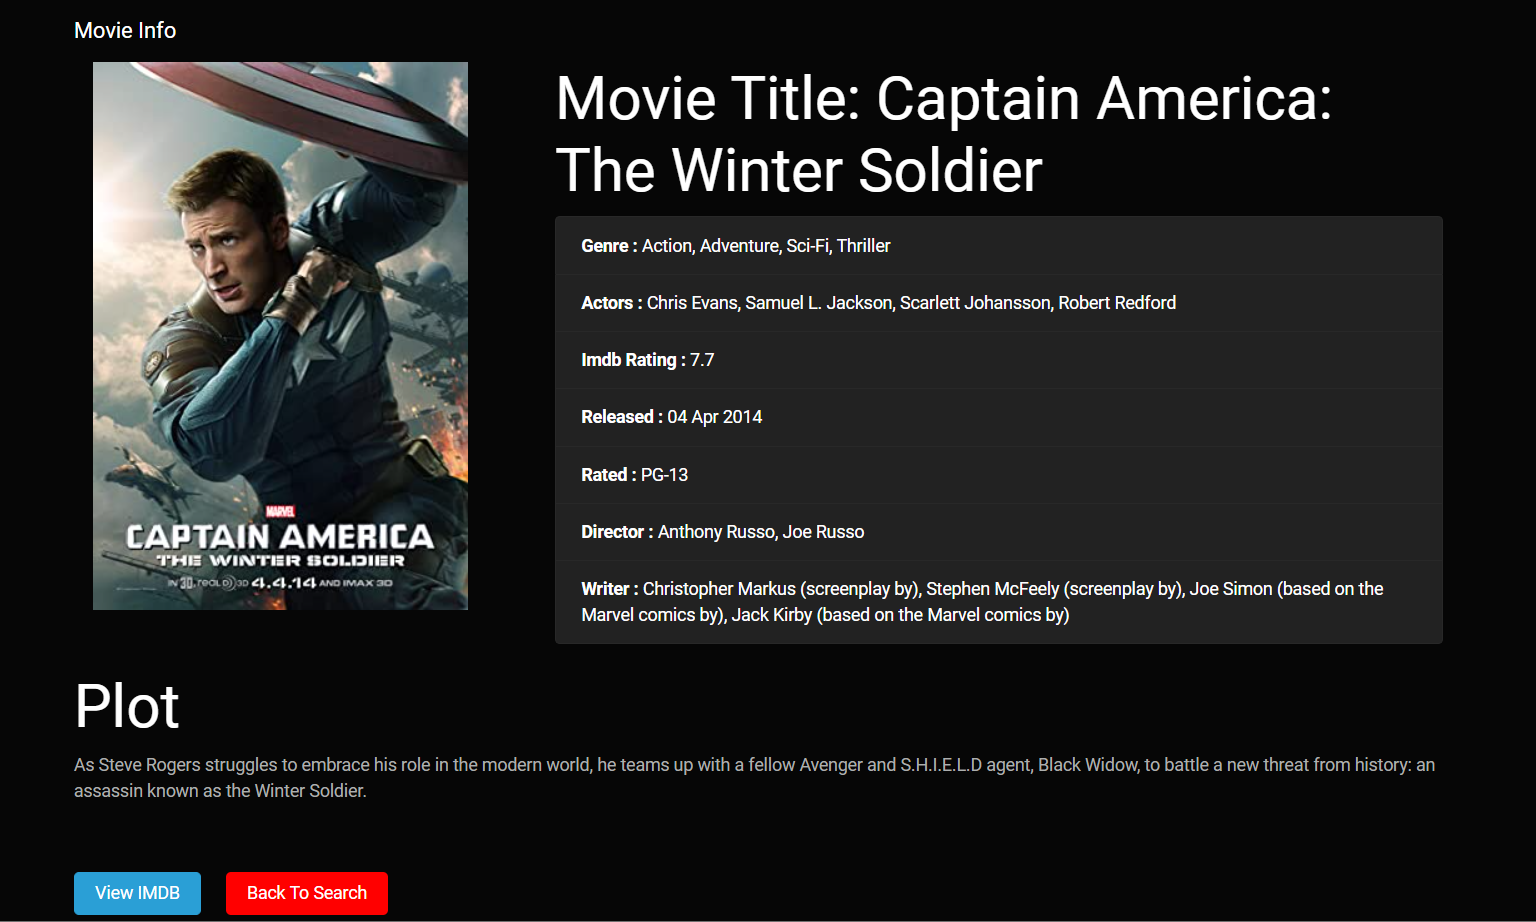 Movie Info
MARVEL
CAPTAIN AMERICA
THE WINTER SOLDIER
IN 3D, REAL D 3D 4.4.14 AND IMAX 3D
Movie Title: Captain America:
The Winter Soldier
Genre : Action, Adventure, Sci-Fi, Thriller
Actors : Chris Evans, Samuel L. Jackson, Scarlett Johansson, Robert Redford
Imdb Rating : 7.7
Released : 04 Apr 2014
Rated : PG-13
Director : Anthony Russo, Joe Russo
Writer : Christopher Markus (screenplay by), Stephen McFeely (screenplay by), Joe Simon (based on the
Marvel comics by), Jack Kirby (based on the Marvel comics by)
Plot
As Steve Rogers struggles to embrace his role in the modern world, he teams up with a fellow Avenger and S.H.I.E.L.D agent, Black Widow, to battle a new threat from history: an
assassin known as the Winter Soldier.
View IMDB
Back To Search